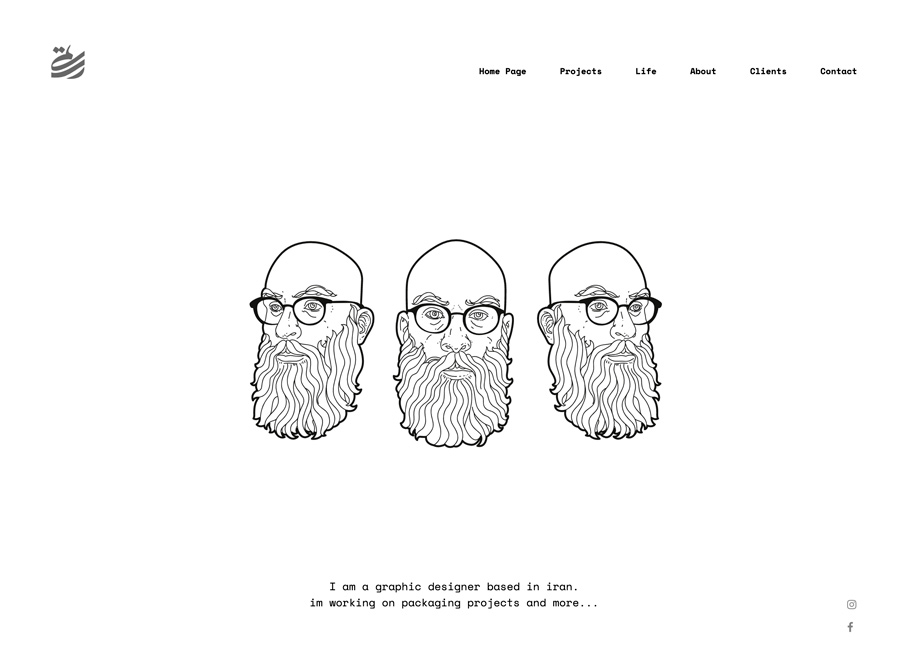 Home Page
Projects
Life
About
Clients
Contact
I am a graphic designer based in iran.
im working on packaging projects and more...